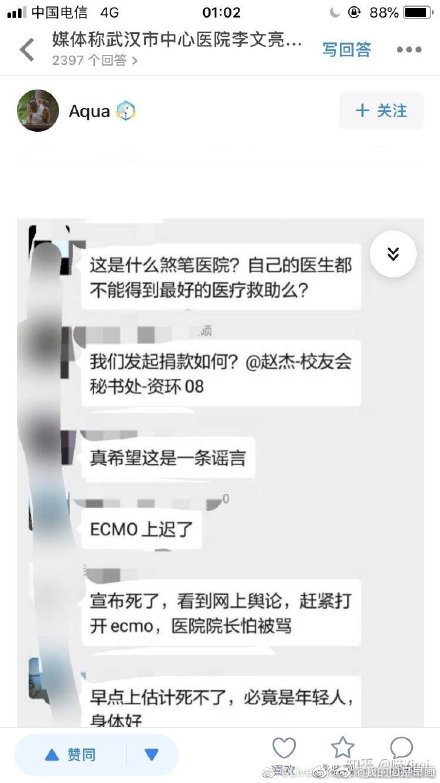 中国电信 4G 01:02 88%
媒体称武汉市中心医院李文亮...
写回答
2397 个回答 >
Aqua
+ 关注
这是什么煞笔医院？自己的医生都
不能得到最好的医疗救助么？
我们发起捐款如何？@赵杰-校友会
秘书处-资环 08
真希望这是一条谣言
ECMO 上迟了
宣布死了，看到网上舆论，赶紧打
开 ecmo，医院院长怕被骂
早点上估计死不了，必竟是年轻人，
身体好
赞同
喜欢
知乎